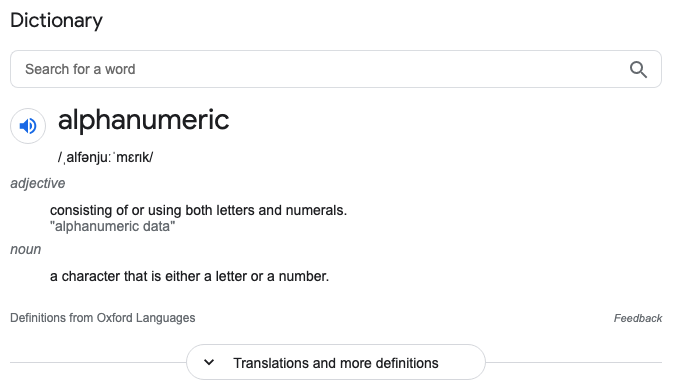 Dictionary
Search for a word
alphanumeric
/ˌalfənjuːˈmɛrɪk/
adjective
consisting of or using both letters and numerals.
"alphanumeric data"
noun
a character that is either a letter or a number.
Definitions from Oxford Languages
Feedback
Translations and more definitions